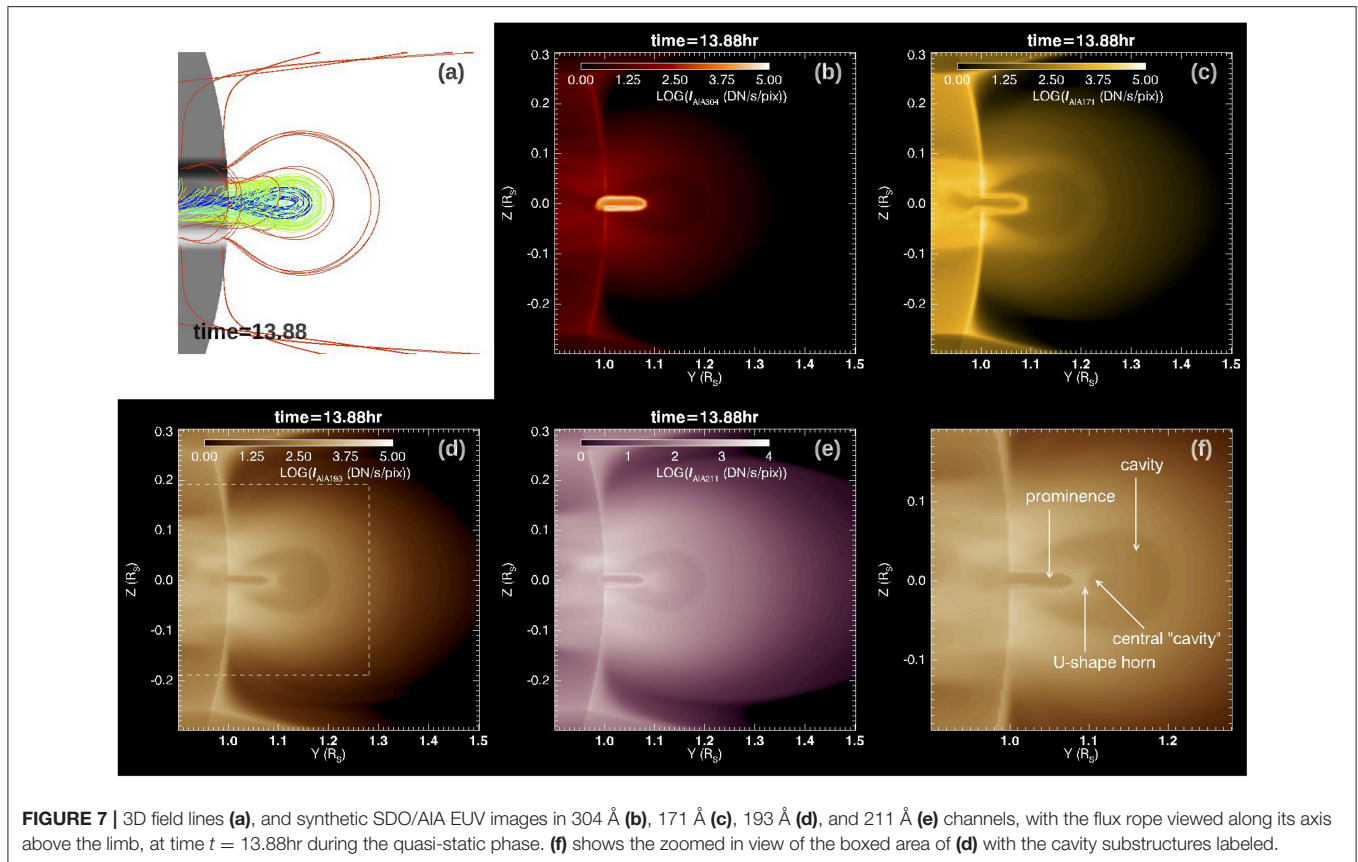 (a)
time=13.88
time=13.88hr
(b)
0.00 1.25 2.50 3.75 5.00
LOG(I_AIA304 (DN/s/pix))
0.3
0.2
0.1
0.0
-0.1
-0.2
Z (R_S)
1.0 1.1 1.2 1.3 1.4 1.5
Y (R_S)
time=13.88hr
(c)
0.00 1.25 2.50 3.75 5.00
LOG(I_AIA171 (DN/s/pix))
0.3
0.2
0.1
0.0
-0.1
-0.2
Z (R_S)
1.0 1.1 1.2 1.3 1.4 1.5
Y (R_S)
time=13.88hr
(d)
0.00 1.25 2.50 3.75 5.00
LOG(I_AIA193 (DN/s/pix))
0.3
0.2
0.1
0.0
-0.1
-0.2
Z (R_S)
1.0 1.1 1.2 1.3 1.4 1.5
Y (R_S)
time=13.88hr
(e)
0 1 2 3 4
LOG(I_AIA211 (DN/s/pix))
0.3
0.2
0.1
0.0
-0.1
-0.2
Z (R_S)
1.0 1.1 1.2 1.3 1.4 1.5
Y (R_S)
(f)
cavity
prominence
central "cavity"
U-shape horn
0.1
0.0
-0.1
Z (R_S)
1.0 1.1 1.2
Y (R_S)
FIGURE 7 | 3D field lines (a), and synthetic SDO/AIA EUV images in 304 Å (b), 171 Å (c), 193 Å (d), and 211 Å (e) channels, with the flux rope viewed along its axis
above the limb, at time t = 13.88hr during the quasi-static phase. (f) shows the zoomed in view of the boxed area of (d) with the cavity substructures labeled.